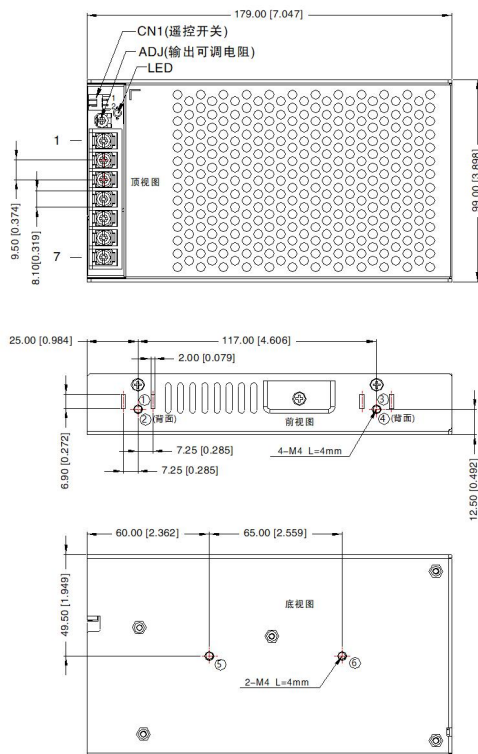 179.00 [7.047]
CN1(遥控开关)
ADJ(输出可调电阻)
LED
1
2
1
顶视图
7
9.50 [0.374]
8.10[0.319]
99.00 [3.898]
25.00 [0.984]
117.00 [4.606]
2.00 [0.079]
①
②(背面)
③
④(背面)
前视图
6.90 [0.272]
7.25 [0.285]
7.25 [0.285]
4-M4 L=4mm
12.50 [0.492]
60.00 [2.362]
65.00 [2.559]
49.50 [1.949]
底视图
⑤
⑥
2-M4 L=4mm